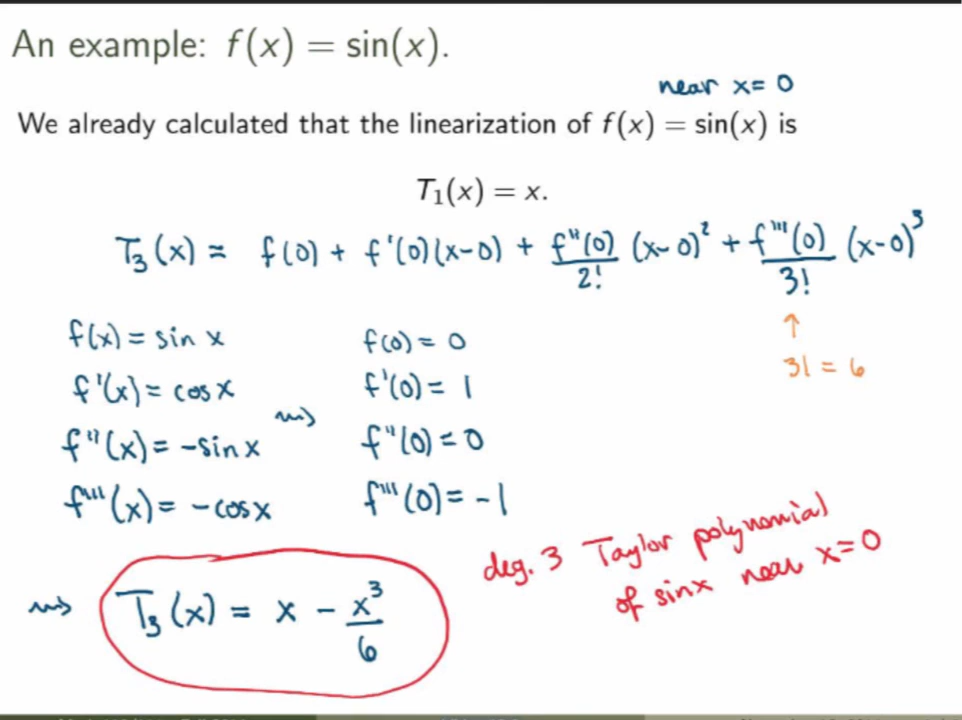 An example: f(x) = sin(x).
near x = 0
We already calculated that the linearization of f(x) = sin(x) is
T₁(x) = x.
T₃(x) = f(0) + f'(0)(x-0) + f''(0)/2! (x-0)² + f'''(0)/3! (x-0)³
↑
3! = 6
f(x) = sin x f(0) = 0
f'(x) = cos x f'(0) = 1
f''(x) = -sin x f''(0) = 0
f'''(x) = -cos x f'''(0) = -1
deg. 3 Taylor polynomial
of sin x near x = 0
T₃(x) = x - x³/6